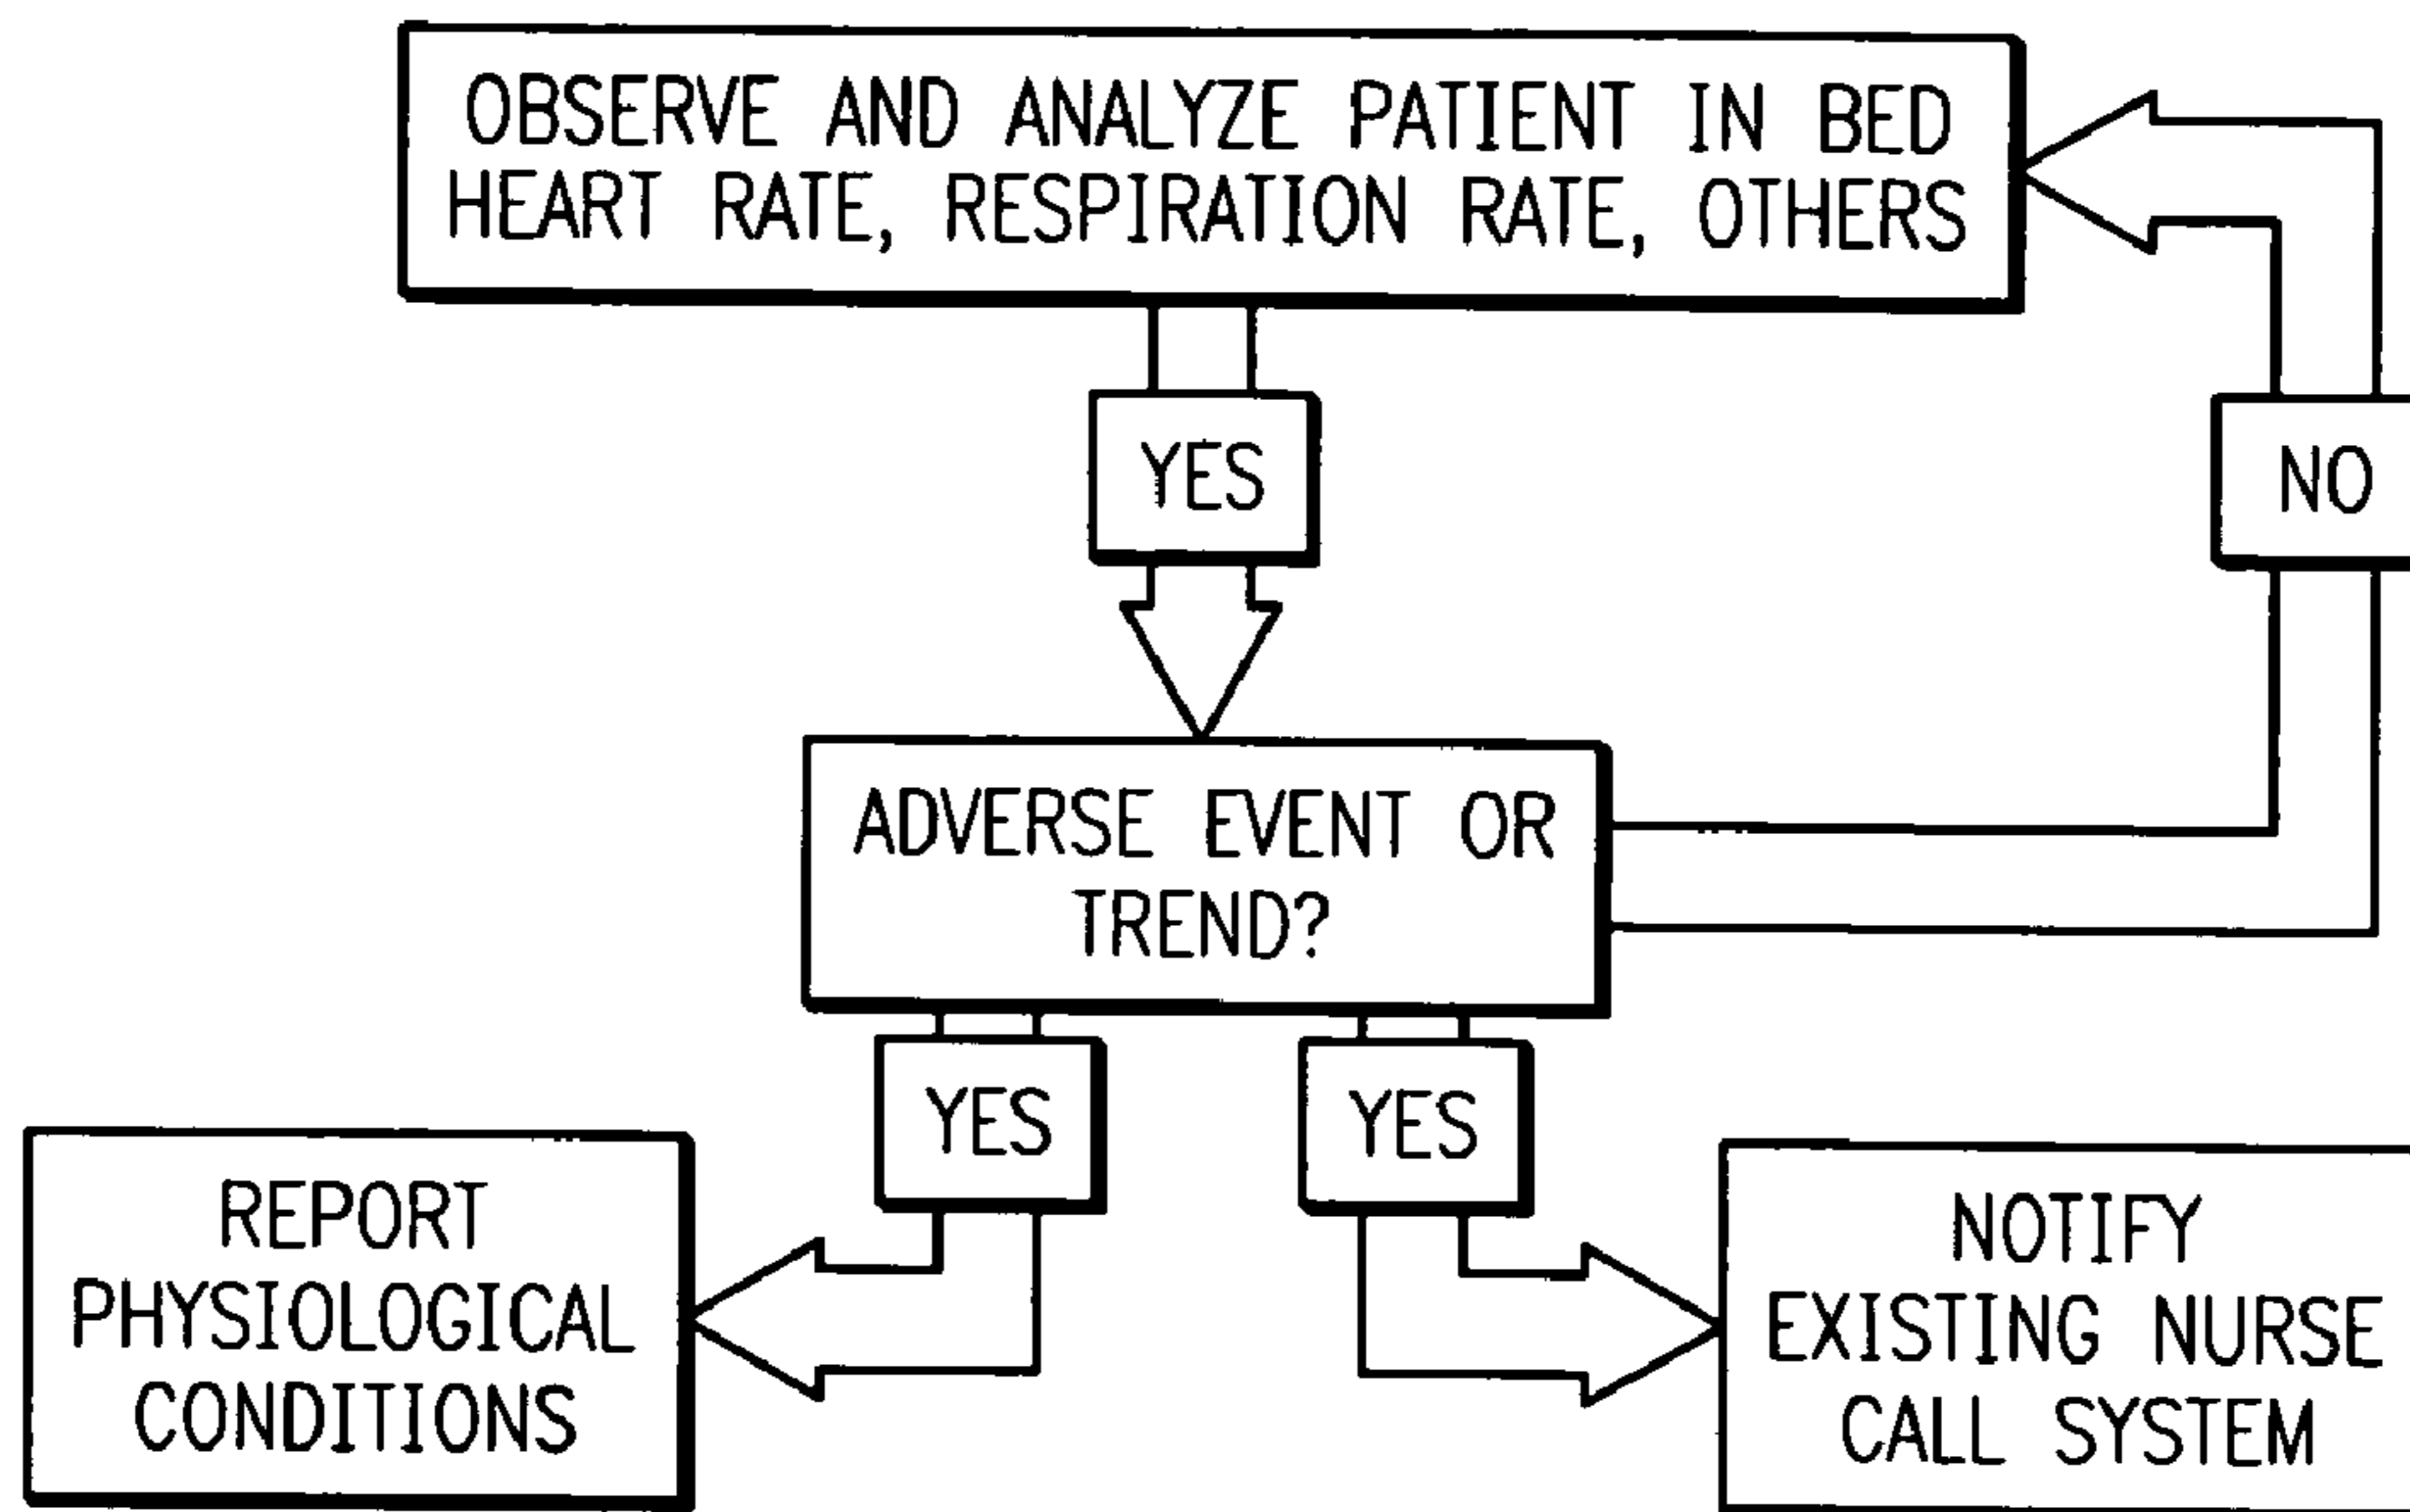 OBSERVE AND ANALYZE PATIENT IN BED
HEART RATE, RESPIRATION RATE, OTHERS
YES
NO
ADVERSE EVENT OR
TREND?
YES
YES
REPORT
PHYSIOLOGICAL
CONDITIONS
NOTIFY
EXISTING NURSE
CALL SYSTEM